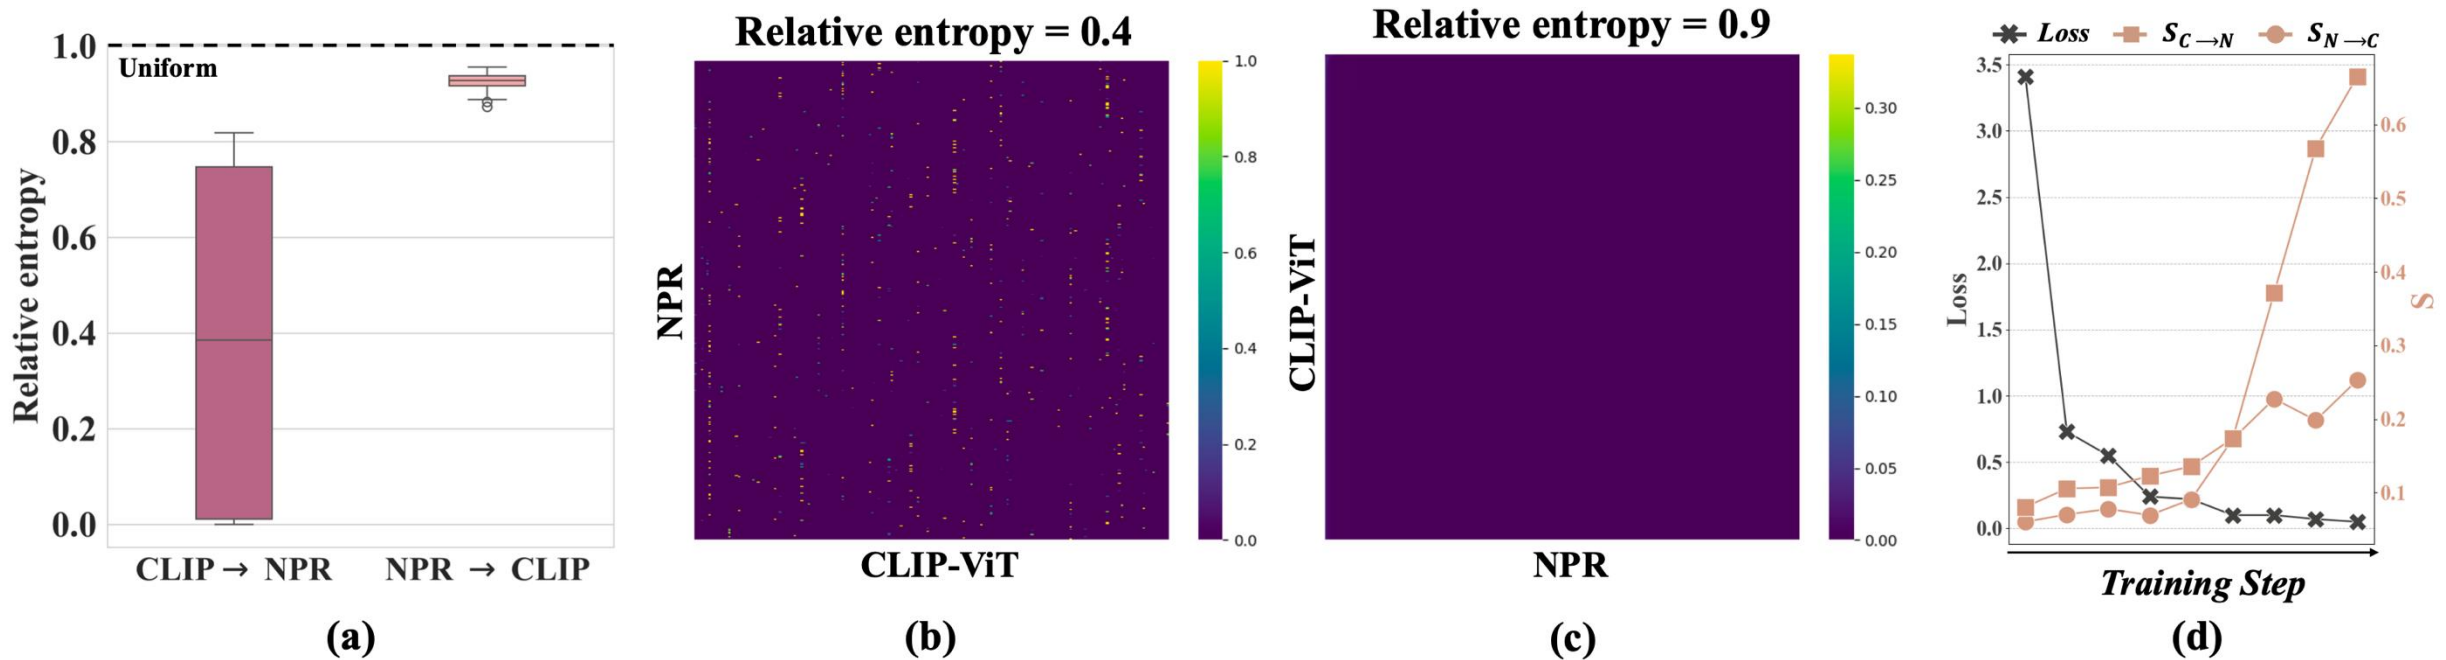 1.0
0.8
0.6
0.4
0.2
0.0
Relative entropy
Uniform
CLIP → NPR
NPR → CLIP
(a)
Relative entropy = 0.4
NPR
CLIP-ViT
1.0
0.8
0.6
0.4
0.2
0.0
(b)
Relative entropy = 0.9
CLIP-ViT
NPR
0.30
0.25
0.20
0.15
0.10
0.05
0.00
(c)
Loss
S C→N
S N→C
3.5
3.0
2.5
2.0
1.5
1.0
0.5
0.0
Loss
0.6
0.5
0.4
0.3
0.2
0.1
S
Training Step
(d)